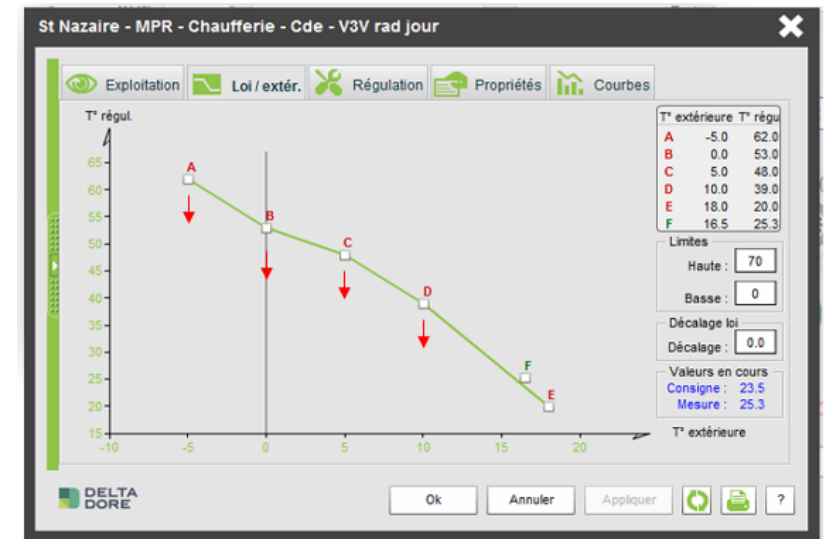 St Nazaire - MPR - Chaufferie - Cde - V3V rad jour
Exploitation Loi / extér. Régulation Propriétés Courbes
T° régul.
65
60
55
50
45
40
35
30
25
20
15
-10 -5 0 5 10 15 20
T° extérieure
A
B
C
D
F
E
T° extérieure T° régu
A -5.0 62.0
B 0.0 53.0
C 5.0 48.0
D 10.0 39.0
E 18.0 20.0
F 16.5 25.3
Limites
Haute : 70
Basse : 0
Décalage loi
Décalage : 0.0
Valeurs en cours
Consigne : 23.5
Mesure : 25.3
DELTA
DORE
Ok Annuler Appliquer ?